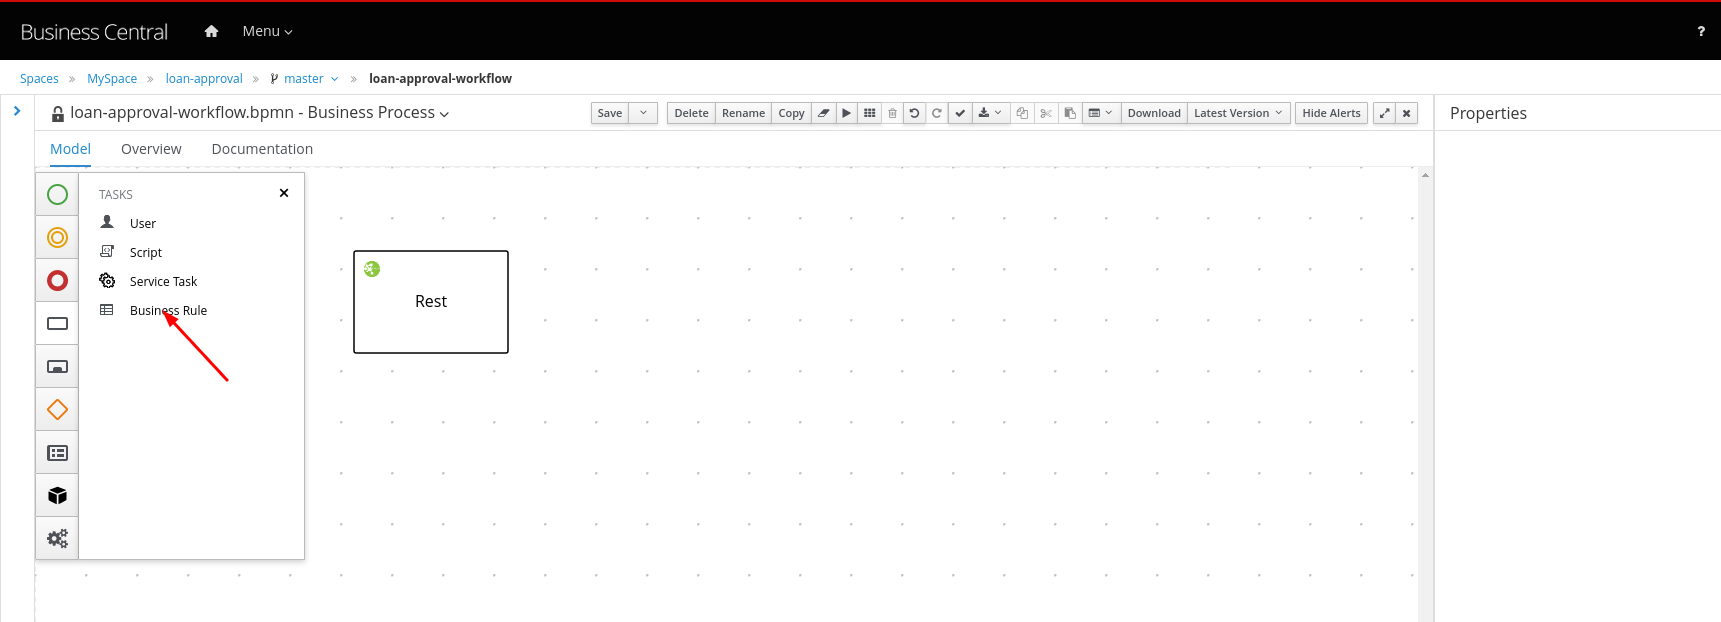 Business Central Menu ?
Spaces » MySpace » loan-approval » master » loan-approval-workflow
loan-approval-workflow.bpmn - Business Process Save Delete Rename Copy Download Latest Version Hide Alerts Properties
Model Overview Documentation
TASKS
User
Script
Service Task
Business Rule
Rest